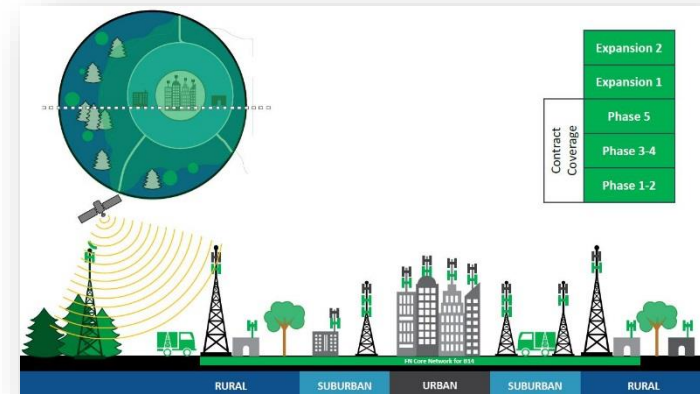 Expansion 2
Expansion 1
Phase 5
Phase 3-4
Phase 1-2
Contract
Coverage
FN Core Network for B14
RURAL
SUBURBAN
URBAN
SUBURBAN
RURAL